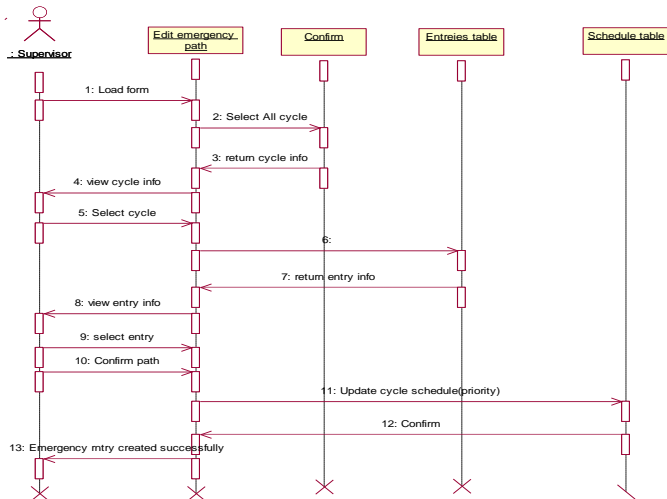 : Supervisor
Edit emergency
path
Confirm
Entreies table
Schedule table
1: Load form
2: Select All cycle
3: return cycle info
4: view cycle info
5: Select cycle
6:
7: return entry info
8: view entry info
9: select entry
10: Confirm path
11: Update cycle schedule(priority)
12: Confirm
13: Emergency mtry created successfully